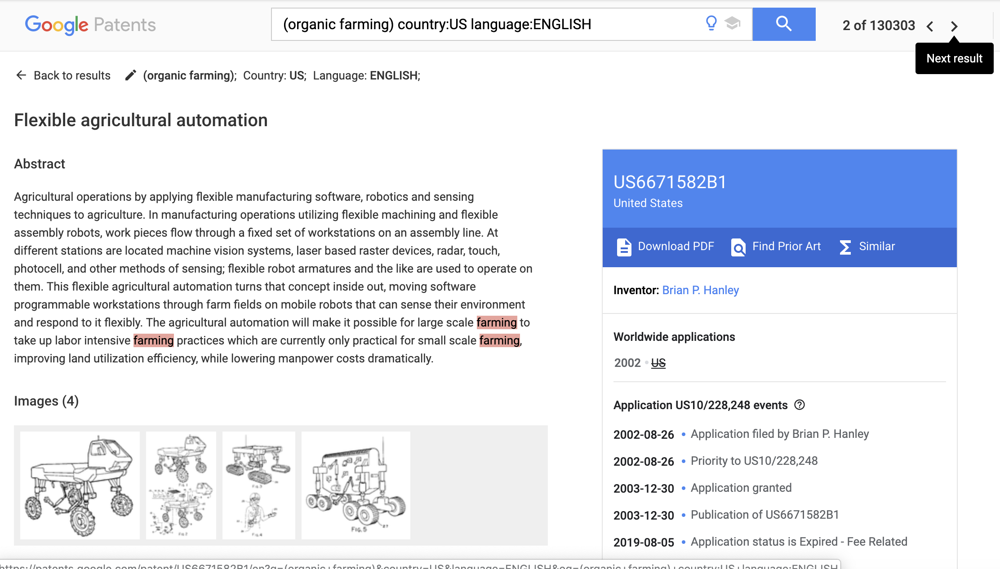 Google Patents
(organic farming) country:US language:ENGLISH
2 of 130303
Next result
Back to results (organic farming); Country: US; Language: ENGLISH;
Flexible agricultural automation
Abstract
Agricultural operations by applying flexible manufacturing software, robotics and sensing
techniques to agriculture. In manufacturing operations utilizing flexible machining and flexible
assembly robots, work pieces flow through a fixed set of workstations on an assembly line. At
different stations are located machine vision systems, laser based raster devices, radar, touch,
photocell, and other methods of sensing; flexible robot armatures and the like are used to operate on
them. This flexible agricultural automation turns that concept inside out, moving software
programmable workstations through farm fields on mobile robots that can sense their environment
and respond to it flexibly. The agricultural automation will make it possible for large scale farming to
take up labor intensive farming practices which are currently only practical for small scale farming,
improving land utilization efficiency, while lowering manpower costs dramatically.
Images (4)
FIG. 1
FIG. 2
FIG. 3
FIG. 4
FIG. 5
27
US6671582B1
United States
Download PDF Find Prior Art Similar
Inventor: Brian P. Hanley
Worldwide applications
2002 • US
Application US10/228,248 events
2002-08-26 • Application filed by Brian P. Hanley
2002-08-26 • Priority to US10/228,248
2003-12-30 • Application granted
2003-12-30 • Publication of US6671582B1
2019-08-05 • Application status is Expired - Fee Related
https://patents.google.com/patent/US6671582B1/en?q=(organic+farming)&country=US&language=ENGLISH&oq=(organic+farming)+country:US+language:ENGLISH